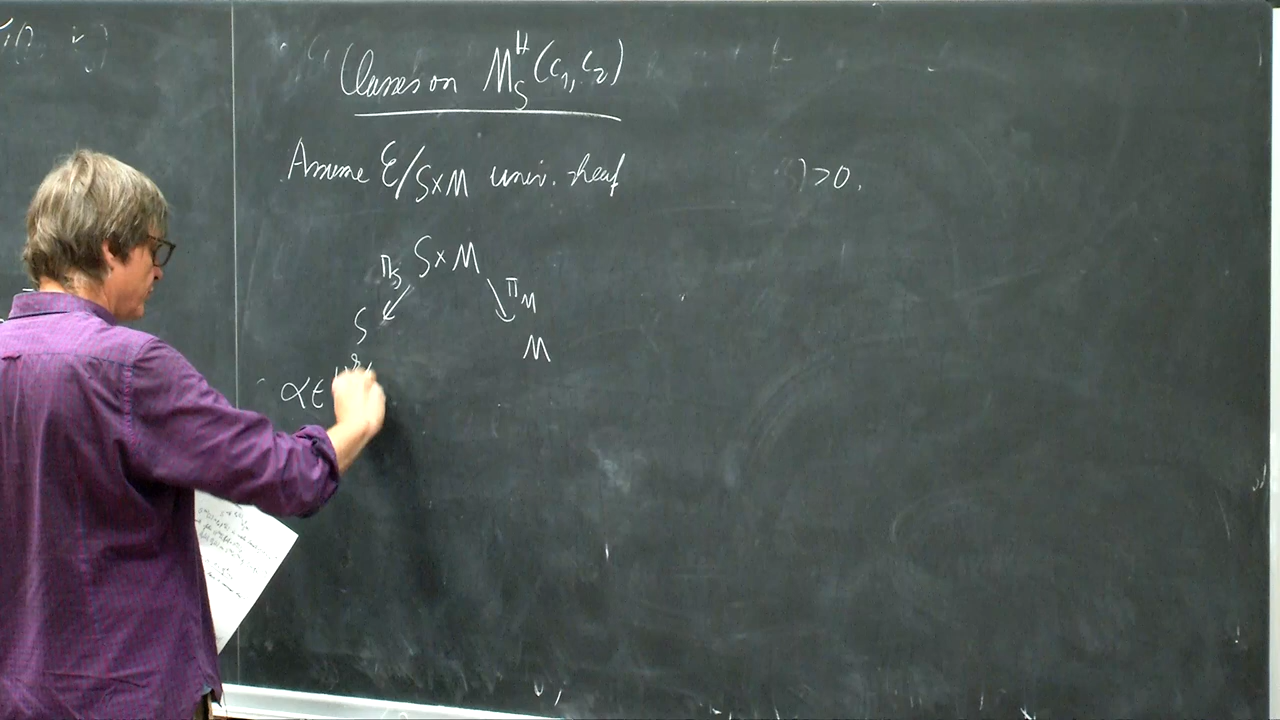 Classes on M_S^H(c_1, c_2)
Assume ℰ/S×M univ. sheaf
) >0.
S×M
π_S π_M
S
M
α∈